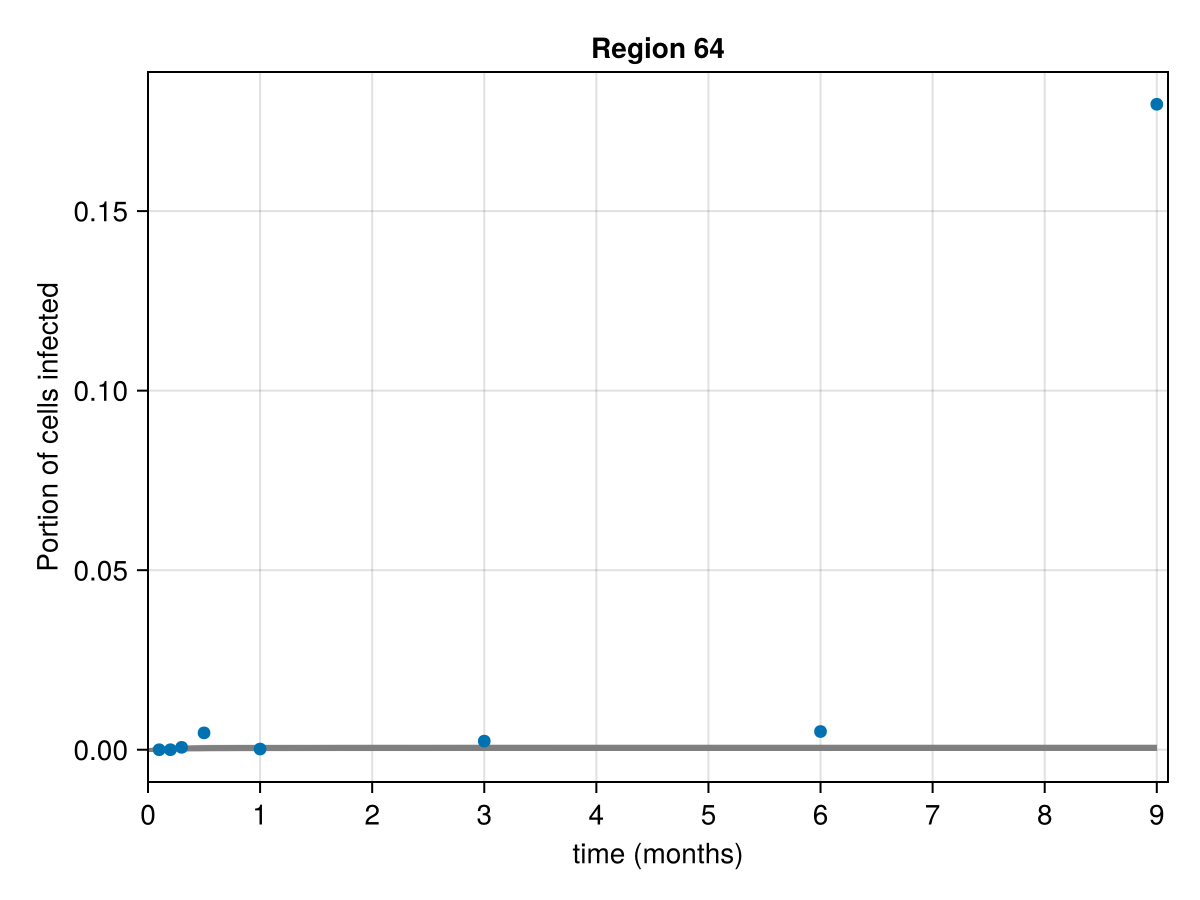 Region 64
Portion of cells infected
0.15
0.10
0.05
0.00
0 1 2 3 4 5 6 7 8 9
time (months)